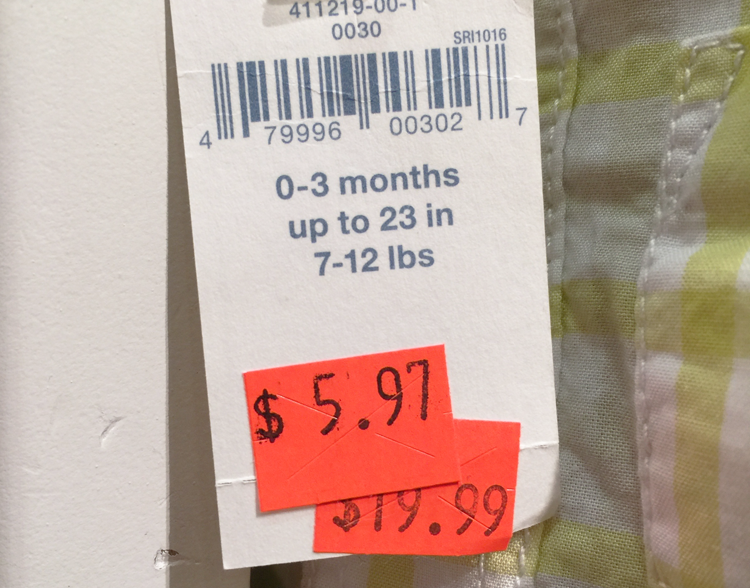 411219-00-1
0030
SRI1016
4 79996 00302 7
0-3 months
up to 23 in
7-12 lbs
$ 5.97
$19.99